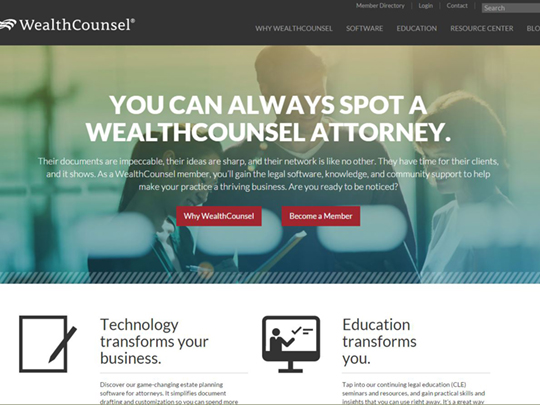 Member Directory | Login | Contact Search
WealthCounsel®
WHY WEALTHCOUNSEL SOFTWARE EDUCATION RESOURCE CENTER BLO
YOU CAN ALWAYS SPOT A
WEALTHCOUNSEL ATTORNEY.
Their documents are impeccable, their ideas are sharp, and their network is like no other. They have time for their clients,
and it shows. As a WealthCounsel member, you'll gain the legal software, knowledge, and community support to help
make your practice a thriving business. Are you ready to be noticed?
Why WealthCounsel Become a Member
Technology
transforms your
business.
Discover our game-changing estate planning
software for attorneys. It simplifies document
drafting and customization so you can spend more
Education
transforms
you.
Tap into our continuing legal education (CLE)
seminars and resources, and gain practical skills and
insights that you can use right away. It's a great way